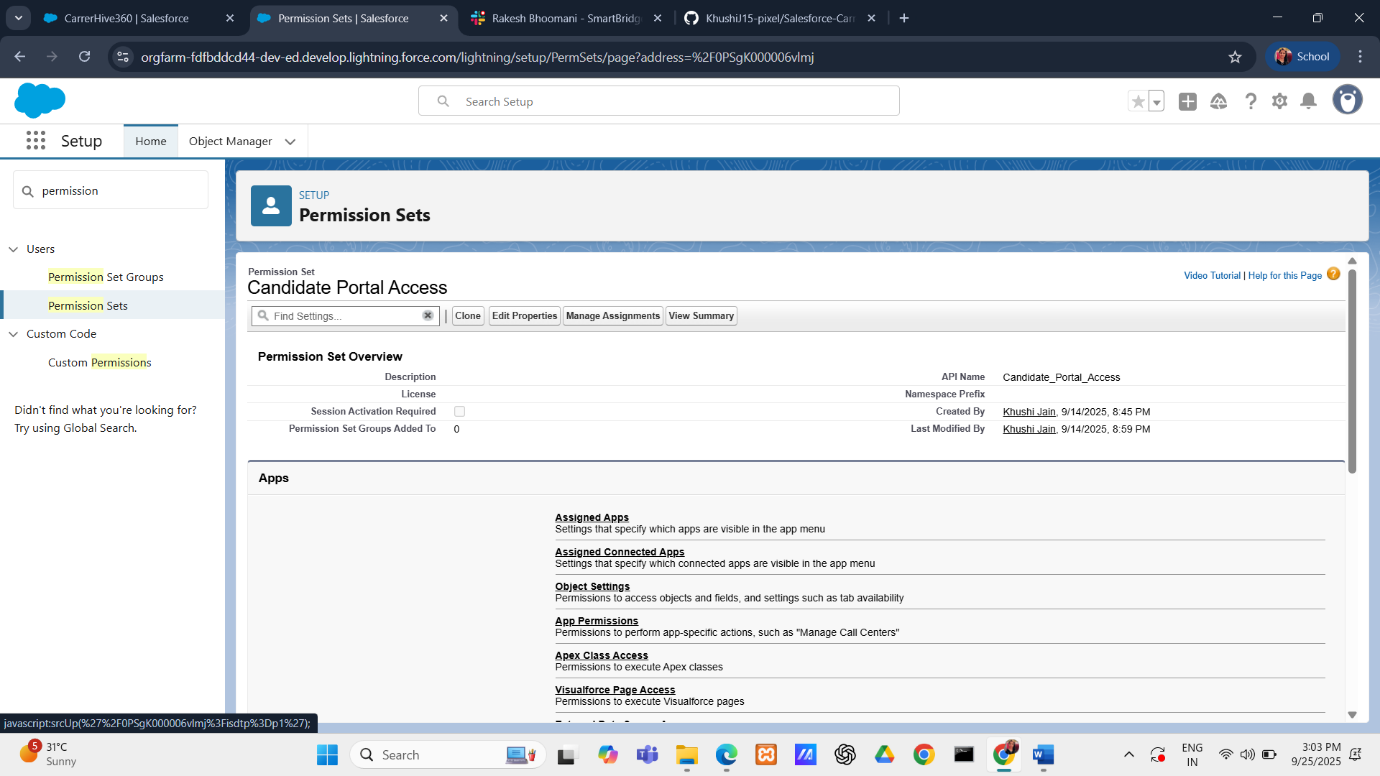 CarrerHive360 | Salesforce
Permission Sets | Salesforce
Rakesh Bhoomani - SmartBridg
KhushiJ15-pixel/Salesforce-Carr
orgfarm-fdfbddcd44-dev-ed.develop.lightning.force.com/lightning/setup/PermSets/page?address=%2F0PSgK000006vlmj
School
Search Setup
Setup
Home
Object Manager
permission
Users
Permission Set Groups
Permission Sets
Custom Code
Custom Permissions
Didn't find what you're looking for?
Try using Global Search.
SETUP
Permission Sets
Permission Set
Candidate Portal Access
Video Tutorial | Help for this Page
Find Settings...
Clone
Edit Properties
Manage Assignments
View Summary
Permission Set Overview
Description
API Name Candidate_Portal_Access
License
Namespace Prefix
Session Activation Required
Created By Khushi Jain, 9/14/2025, 8:45 PM
Permission Set Groups Added To 0
Last Modified By Khushi Jain, 9/14/2025, 8:59 PM
Apps
Assigned Apps
Settings that specify which apps are visible in the app menu
Assigned Connected Apps
Settings that specify which connected apps are visible in the app menu
Object Settings
Permissions to access objects and fields, and settings such as tab availability
App Permissions
Permissions to perform app-specific actions, such as "Manage Call Centers"
Apex Class Access
Permissions to execute Apex classes
Visualforce Page Access
Permissions to execute Visualforce pages
javascript:srcUp(%27%2F0PSgK000006vlmj%3Fisdtp%3Dp1%27);
5
31°C
Sunny
Search
ENG
IN
3:03 PM
9/25/2025